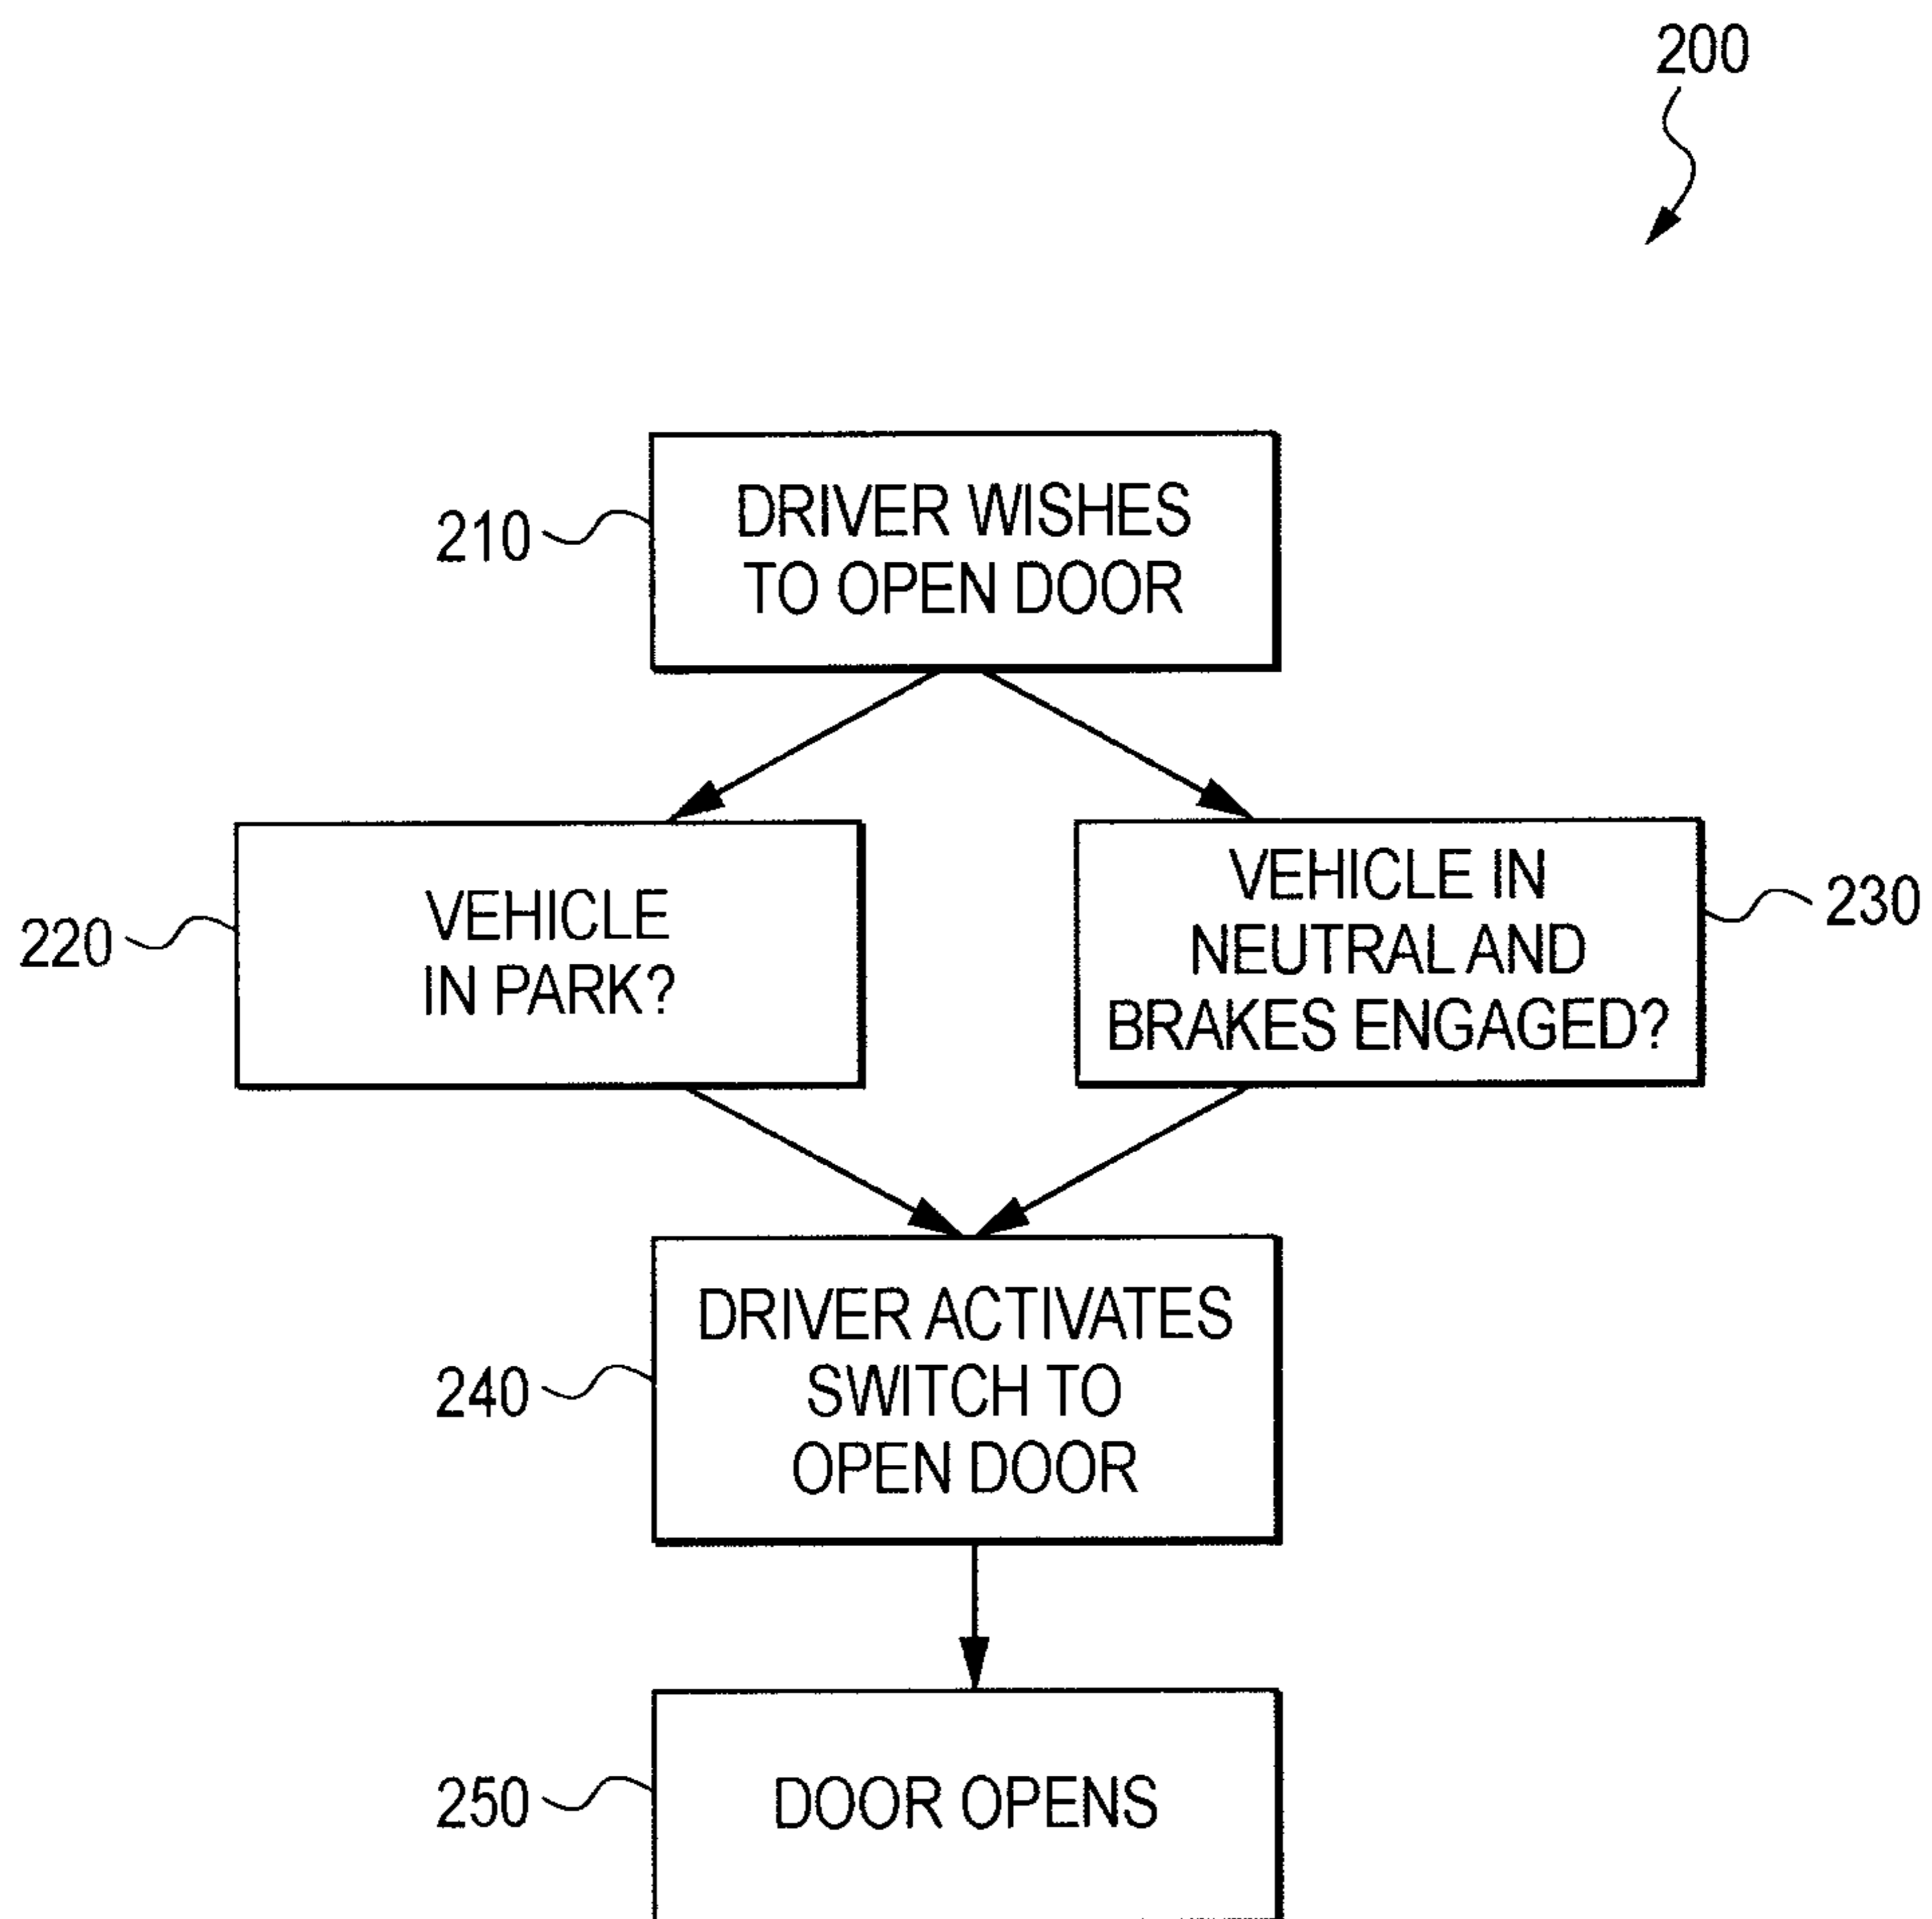 200
210
DRIVER WISHES
TO OPEN DOOR
220
VEHICLE
IN PARK?
VEHICLE IN
NEUTRAL AND
BRAKES ENGAGED?
230
240
DRIVER ACTIVATES
SWITCH TO
OPEN DOOR
250
DOOR OPENS